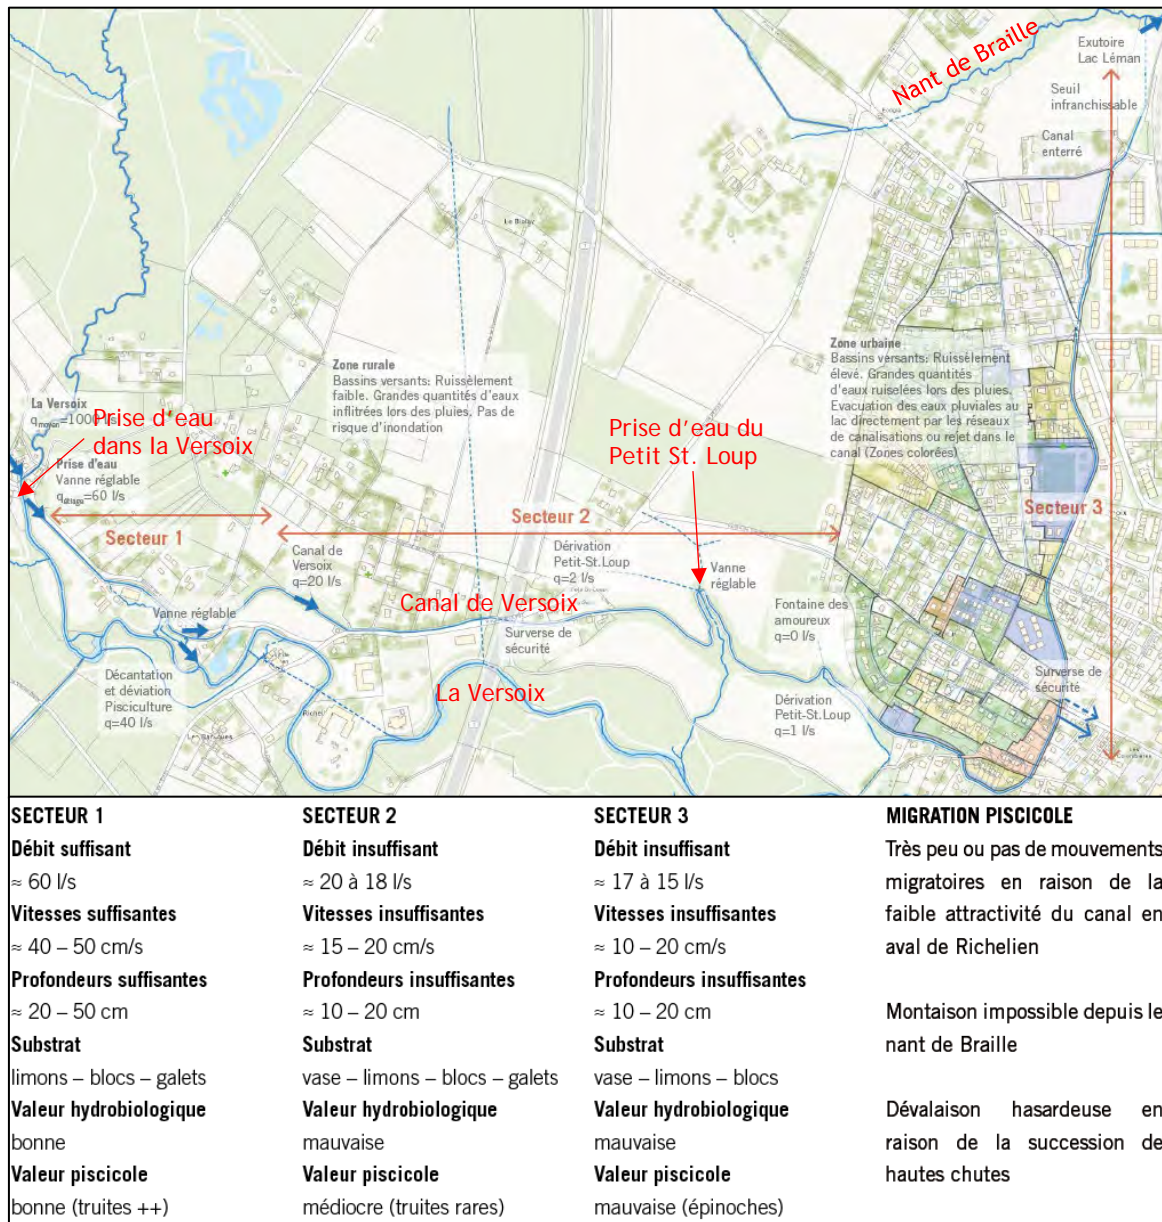 Nant de Braille
Exutoire
Lac Léman
Seuil
infranchissable
Canal
enterré
Le Biolay
Zone rurale
Bassins versants: Ruissèlement
faible. Grandes quantités d'eaux
inflitrées lors des pluies. Pas de
risque d'inondation
Zone urbaine
Bassins versants: Ruissèlement
élevé. Grandes quantités
d'eaux ruiselées lors des pluies.
Evacuation des eaux pluviales au
lac directement par les réseaux
de canalisations ou rejet dans le
canal (Zones colorées)
La Versoix
q moyen=1000 l/s
Prise d'eau
dans la Versoix
Prise d'eau
Vanne réglable
q étiage=60 l/s
Prise d'eau du
Petit St. Loup
Secteur 1
Secteur 2
Secteur 3
Canal de
Versoix
q=20 l/s
Dérivation
Petit-St.Loup
q=2 l/s
Vanne
réglable
Vanne réglable
Canal de Versoix
Fontaine des
amoureux
q=0 l/s
Surverse de
sécurité
Décantation
et déviation
Pisciculture
q=40 l/s
La Versoix
Surverse de
sécurité
Dérivation
Petit-St.Loup
q=1 l/s
SECTEUR 1
Débit suffisant
≈ 60 l/s
Vitesses suffisantes
≈ 40 – 50 cm/s
Profondeurs suffisantes
≈ 20 – 50 cm
Substrat
limons – blocs – galets
Valeur hydrobiologique
bonne
Valeur piscicole
bonne (truites ++)
SECTEUR 2
Débit insuffisant
≈ 20 à 18 l/s
Vitesses insuffisantes
≈ 15 – 20 cm/s
Profondeurs insuffisantes
≈ 10 – 20 cm
Substrat
vase – limons – blocs – galets
Valeur hydrobiologique
mauvaise
Valeur piscicole
médiocre (truites rares)
SECTEUR 3
Débit insuffisant
≈ 17 à 15 l/s
Vitesses insuffisantes
≈ 10 – 20 cm/s
Profondeurs insuffisantes
≈ 10 – 20 cm
Substrat
vase – limons – blocs
Valeur hydrobiologique
mauvaise
Valeur piscicole
mauvaise (épinoches)
MIGRATION PISCICOLE
Très peu ou pas de mouvements
migratoires en raison de la
faible attractivité du canal en
aval de Richelien
Montaison impossible depuis le
nant de Braille
Dévalaison hasardeuse en
raison de la succession de
hautes chutes